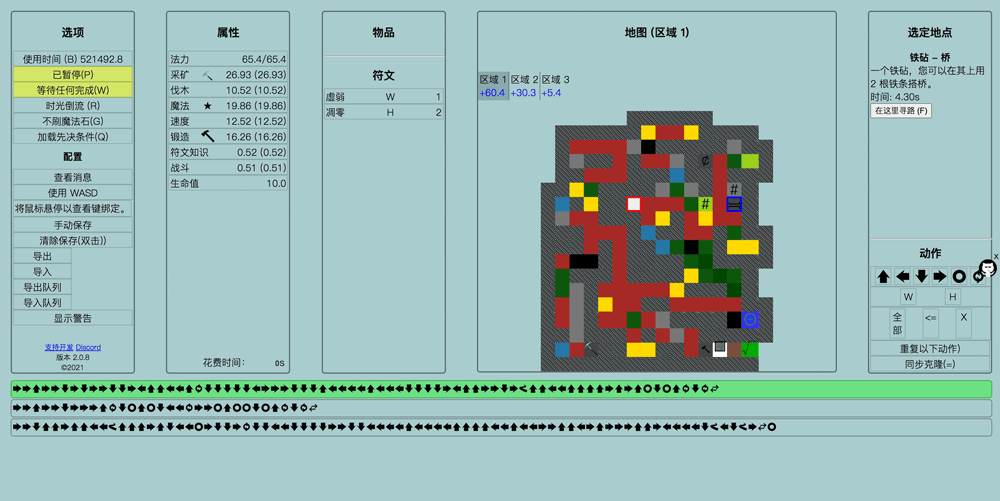 选项
使用时间 (B) 521492.8
已暂停(P)
等待任何完成(W)
时光倒流 (R)
不刷魔法石(G)
加载先决条件(Q)
配置
查看消息
使用 WASD
将鼠标悬停以查看键绑定。
手动保存
清除保存(双击))
导出
导入
导出队列
导入队列
显示警告
支持开发 Discord
版本 2.0.8
©2021
属性
法力 65.4/65.4
采矿 26.93 (26.93)
伐木 10.52 (10.52)
魔法 ★ 19.86 (19.86)
速度 12.52 (12.52)
锻造 16.26 (16.26)
符文知识 0.52 (0.52)
战斗 0.51 (0.51)
生命值 10.0
花费时间： 0S
物品
符文
虚弱 W 1
凋零 H 2
地图 (区域 1)
区域 1 区域 2 区域 3
+60.4 +30.3 +5.4
选定地点
铁砧 – 桥
一个铁砧，您可以在其上用
2 根铁条搭桥。
时间: 4.30s
在这里寻路 (F)
动作
X
W H
全部 <= X
重复以下动作)
同步克隆(=)